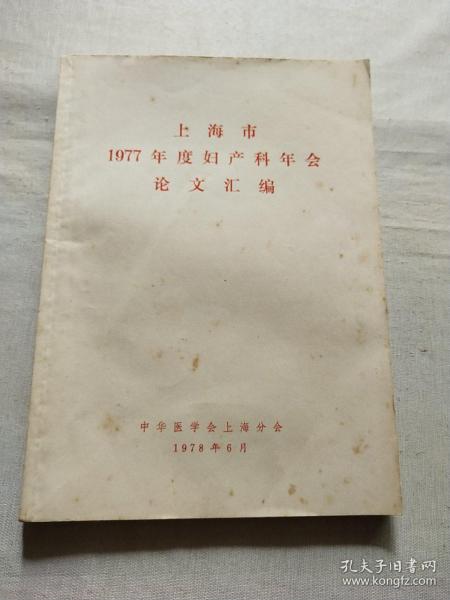 上海市
1977年度妇产科年会
论文汇编
中华医学会上海分会
1978年6月
孔夫子旧书网
www.kongfz.com